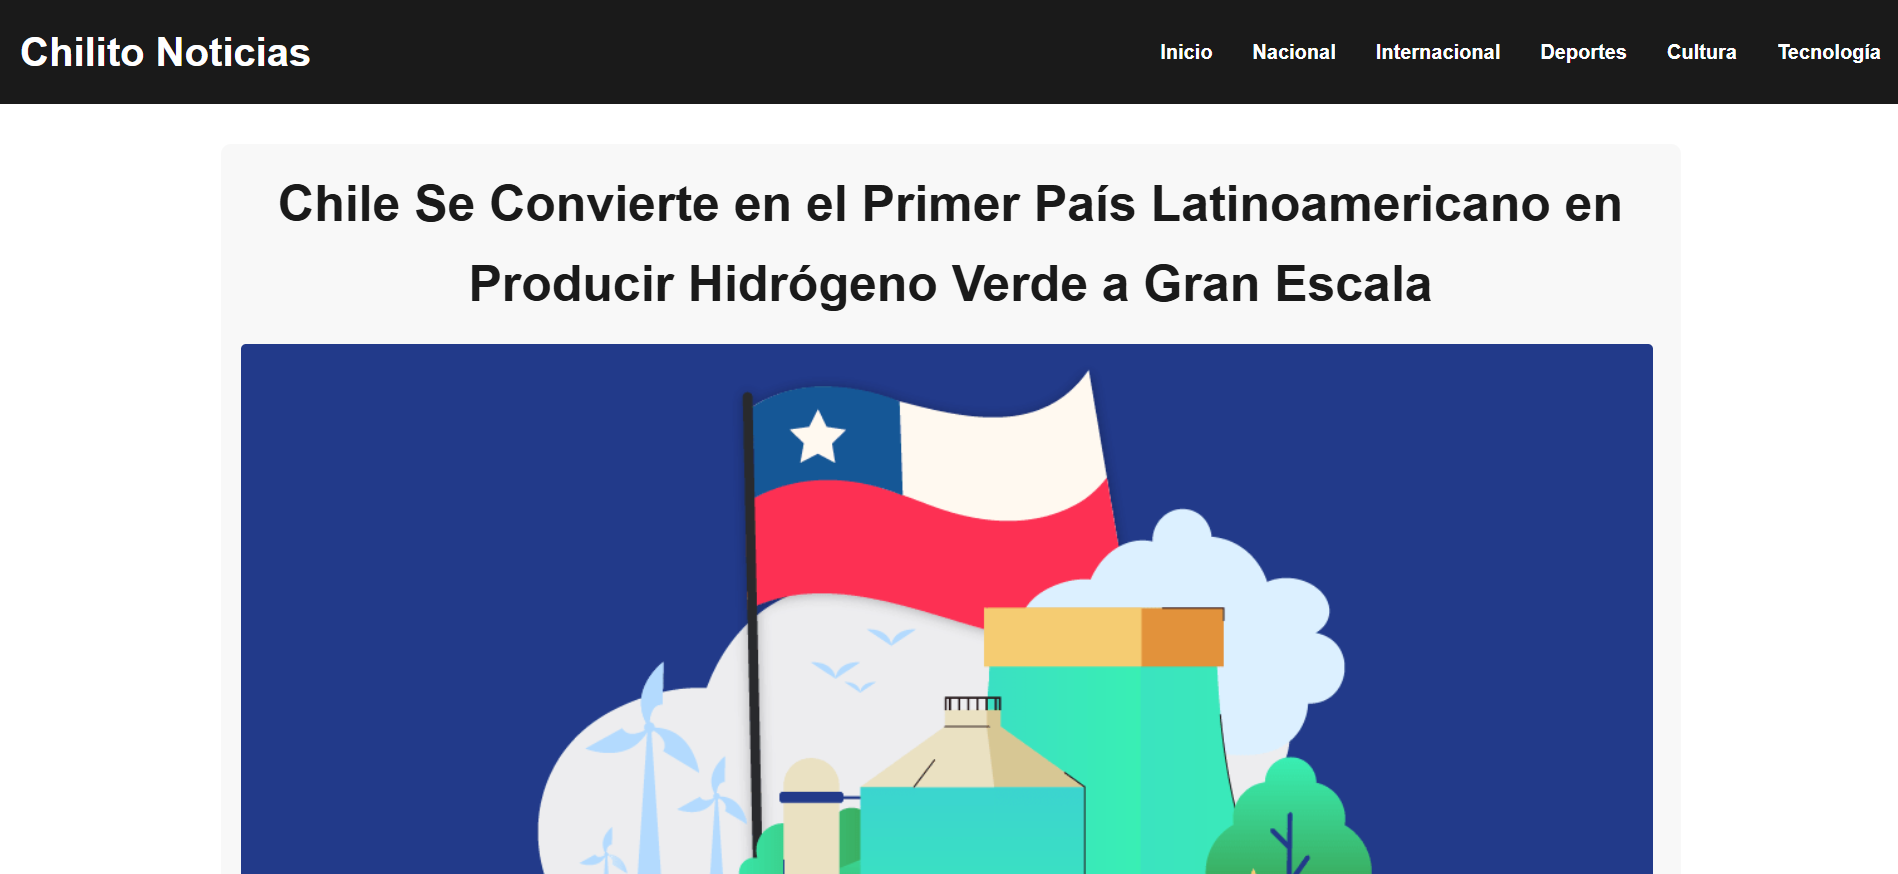 Chilito Noticias
Inicio Nacional Internacional Deportes Cultura Tecnología
Chile Se Convierte en el Primer País Latinoamericano en
Producir Hidrógeno Verde a Gran Escala